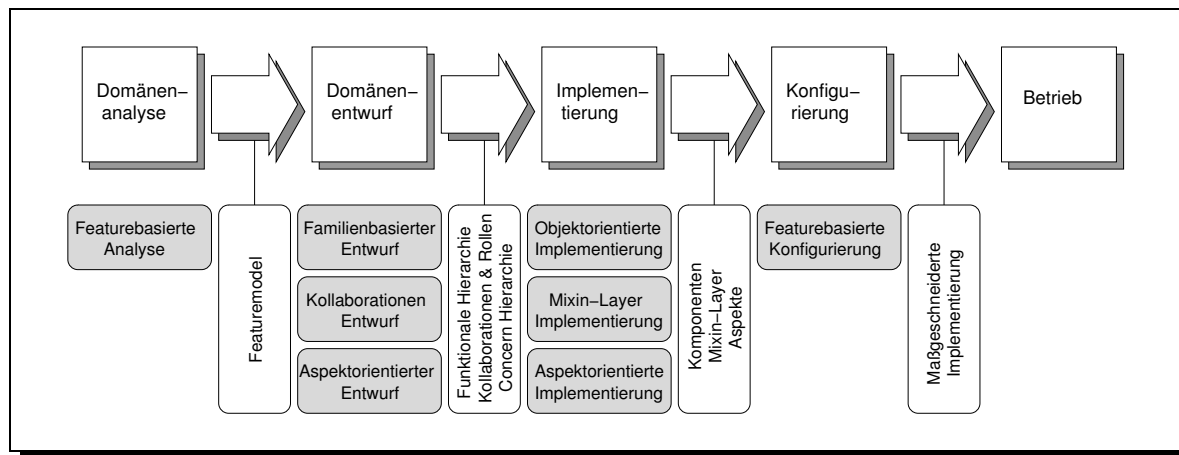 Domänen–
analyse
Domänen–
entwurf
Implemen–
tierung
Konfigu–
rierung
Betrieb
Featurebasierte
Analyse
Featuremodel
Familienbasierter
Entwurf
Kollaborationen
Entwurf
Aspektorientierter
Entwurf
Funktionale Hierarchie
Kollaborationen & Rollen
Concern Hierarchie
Objektorientierte
Implementierung
Mixin–Layer
Implementierung
Aspektorientierte
Implementierung
Komponenten
Mixin–Layer
Aspekte
Featurebasierte
Konfigurierung
Maßgeschneiderte
Implementierung